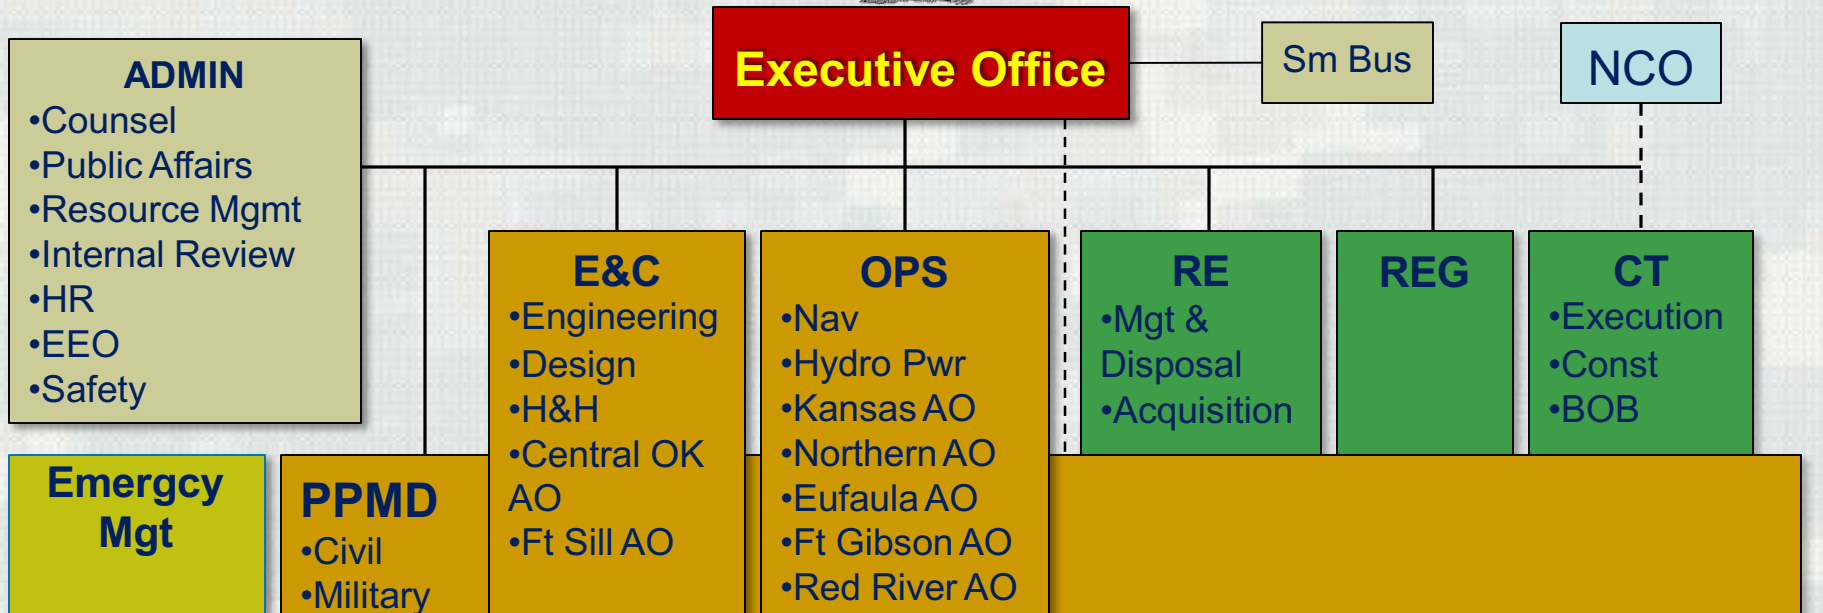 Executive Office
Sm Bus
NCO
ADMIN
•Counsel
•Public Affairs
•Resource Mgmt
•Internal Review
•HR
•EEO
•Safety
E&C
•Engineering
•Design
•H&H
•Central OK
AO
•Ft Sill AO
OPS
•Nav
•Hydro Pwr
•Kansas AO
•Northern AO
•Eufaula AO
•Ft Gibson AO
•Red River AO
RE
•Mgt &
Disposal
•Acquisition
REG
CT
•Execution
•Const
•BOB
Emergcy
Mgt
PPMD
•Civil
•Military